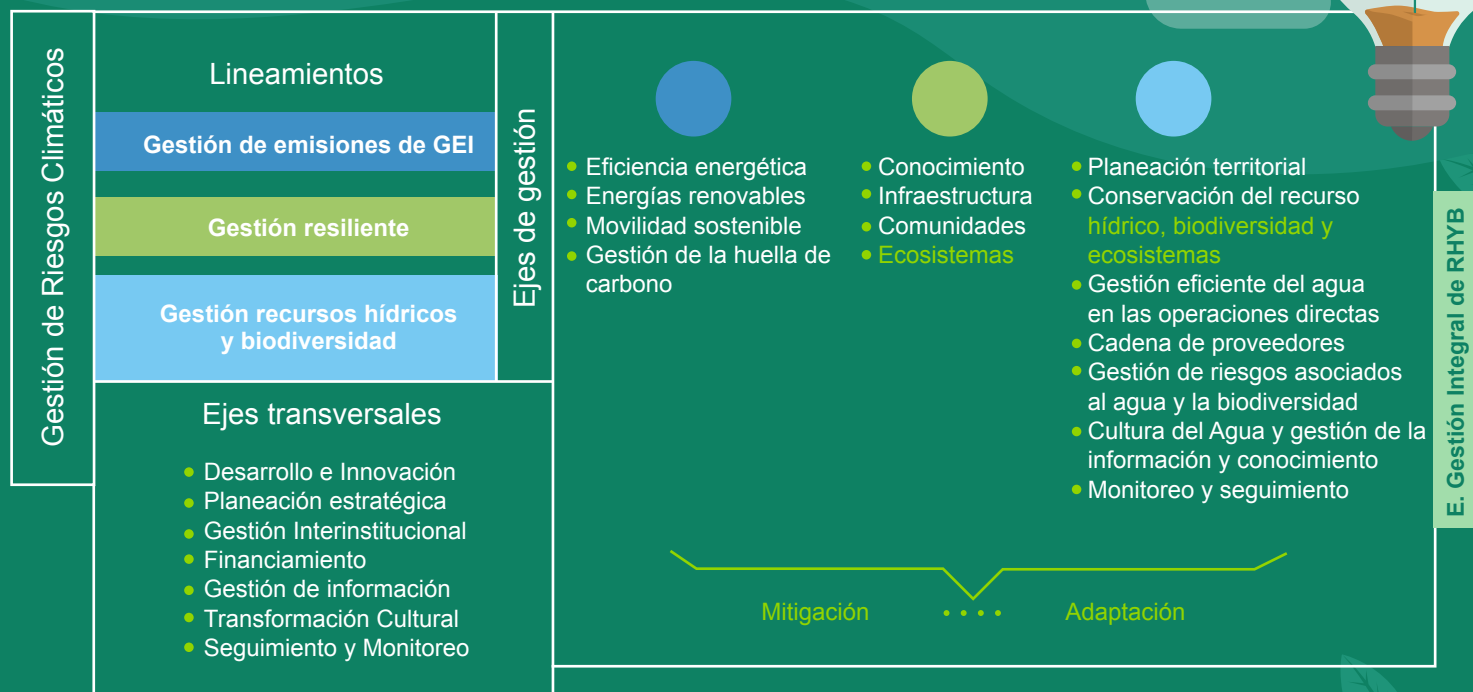 Gestión de Riesgos Climáticos
Lineamientos
Gestión de emisiones de GEI
Gestión resiliente
Gestión recursos hídricos
y biodiversidad
Ejes transversales
Desarrollo e Innovación
Planeación estratégica
Gestión Interinstitucional
Financiamiento
Gestión de información
Transformación Cultural
Seguimiento y Monitoreo
Ejes de gestión
Eficiencia energética
Energías renovables
Movilidad sostenible
Gestión de la huella de
carbono
Conocimiento
Infraestructura
Comunidades
Ecosistemas
Planeación territorial
Conservación del recurso
hídrico, biodiversidad y
ecosistemas
Gestión eficiente del agua
en las operaciones directas
Cadena de proveedores
Gestión de riesgos asociados
al agua y la biodiversidad
Cultura del Agua y gestión de la
información y conocimiento
Monitoreo y seguimiento
Mitigación
Adaptación
E. Gestión Integral de RHYB